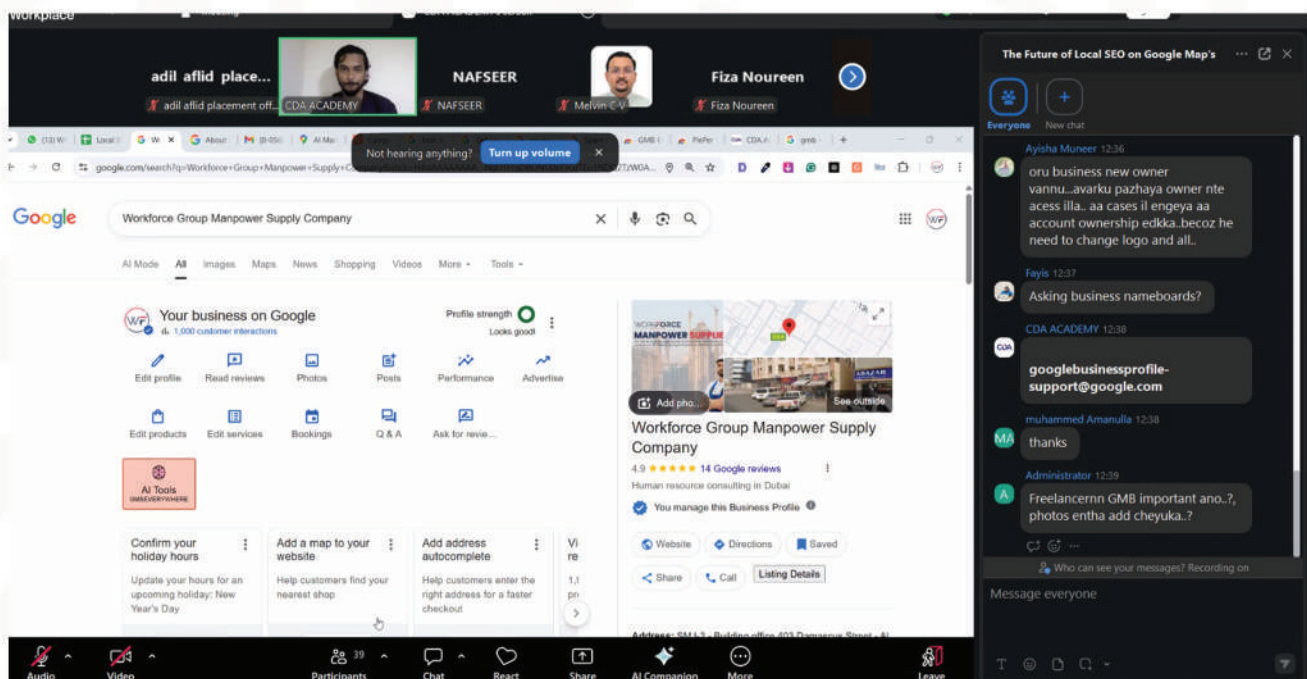 Workplace
The Future of Local SEO on Google Map's
adil aflid place...
NAFSEER
Fiza Noureen
adil aflid placement off...
CDA ACADEMY
NAFSEER
Melvin C V
Fiza Noureen
Everyone
New chat
Not hearing anything?
Turn up volume
Google
Workforce Group Manpower Supply Company
AI Mode
All
Images
Maps
News
Shopping
Videos
More
Tools
Your business on Google
1,000 customer interactions
Profile strength
Looks good!
Edit profile
Read reviews
Photos
Posts
Performance
Advertise
Edit products
Edit services
Bookings
Q & A
Ask for revie...
AI Tools
GMBEVERYWHERE
Confirm your
holiday hours
Update your hours for an
upcoming holiday: New
Year's Day
Add a map to your
website
Help customers find your
nearest shop
Add address
autocomplete
Help customers enter the
right address for a faster
checkout
WORKFORCE
MANPOWER SUPPLIE
Add pho...
See outside
Workforce Group Manpower Supply
Company
4.9
14 Google reviews
Human resource consulting in Dubai
You manage this Business Profile
Website
Directions
Saved
Share
Call
Listing Details
Ayisha Muneer 12:36
oru business new owner
vannu...avarku pazhaya owner nte
acess illa.. aa cases il engeya aa
account ownership edkka..becoz he
need to change logo and all..
Fayis 12:37
Asking business nameboards?
CDA ACADEMY 12:38
googlebusinessprofile-
support@google.com
muhammed Amanulla 12:38
thanks
Administrator 12:39
Freelancernn GMB important ano..?,
photos entha add cheyuka..?
Who can see your messages? Recording on
Message everyone
Audio
Video
39
Participants
Chat
React
Share
AI Companion
More
Leave